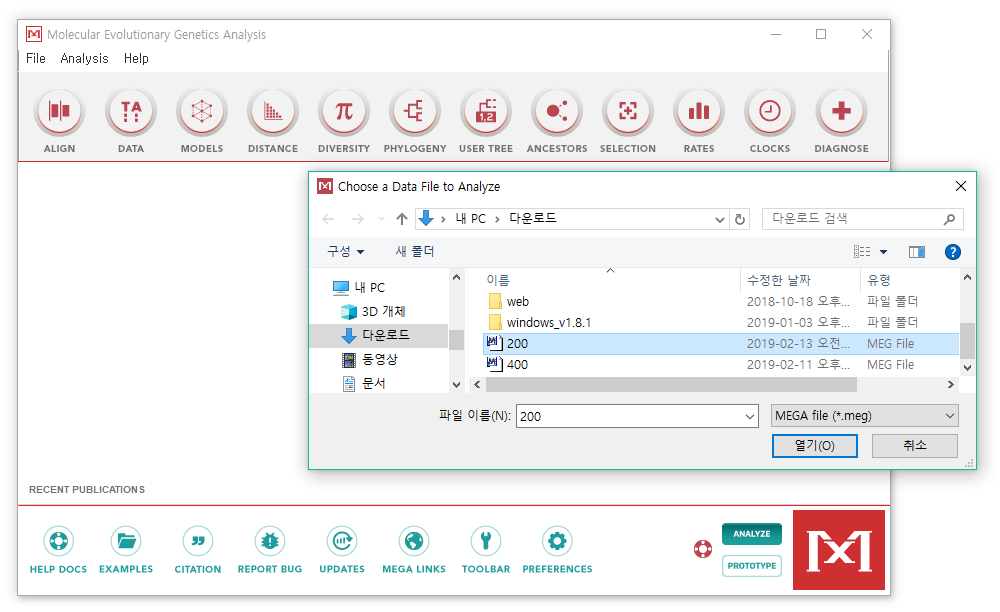 Molecular Evolutionary Genetics Analysis
File Analysis Help
TA
π
1,2
ALIGN DATA MODELS DISTANCE DIVERSITY PHYLOGENY USER TREE ANCESTORS SELECTION RATES CLOCKS DIAGNOSE
Choose a Data File to Analyze
내 PC › 다운로드
다운로드 검색
구성 새 폴더
내 PC
3D 개체
다운로드
동영상
문서
이름 수정한 날짜 유형
web 2018-10-18 오후... 파일 폴더
windows_v1.8.1 2019-01-03 오후... 파일 폴더
200 2019-02-13 오전... MEG File
400 2019-02-11 오후... MEG File
파일 이름(N): 200 MEGA file (*.meg)
열기(O) 취소
RECENT PUBLICATIONS
HELP DOCS EXAMPLES CITATION REPORT BUG UPDATES MEGA LINKS TOOLBAR PREFERENCES
ANALYZE
PROTOTYPE